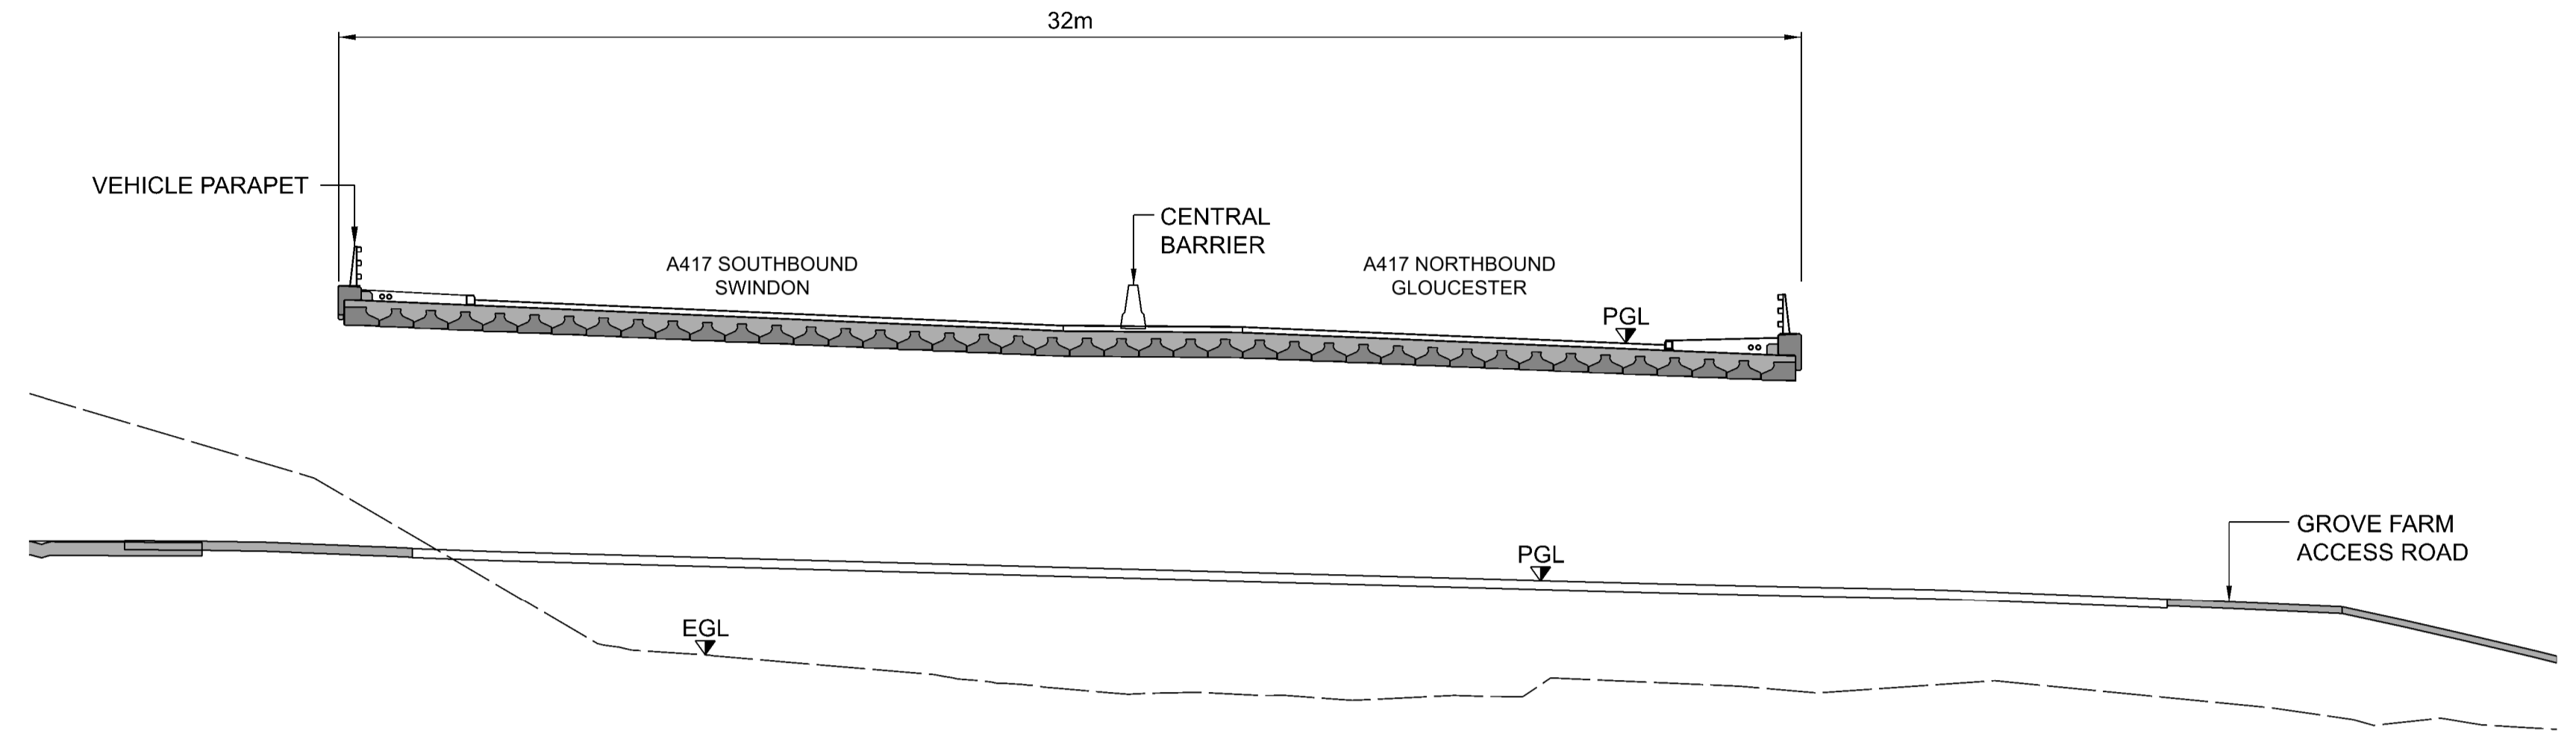 32m
VEHICLE PARAPET
CENTRAL
BARRIER
A417 SOUTHBOUND
SWINDON
A417 NORTHBOUND
GLOUCESTER
PGL
GROVE FARM
ACCESS ROAD
PGL
EGL